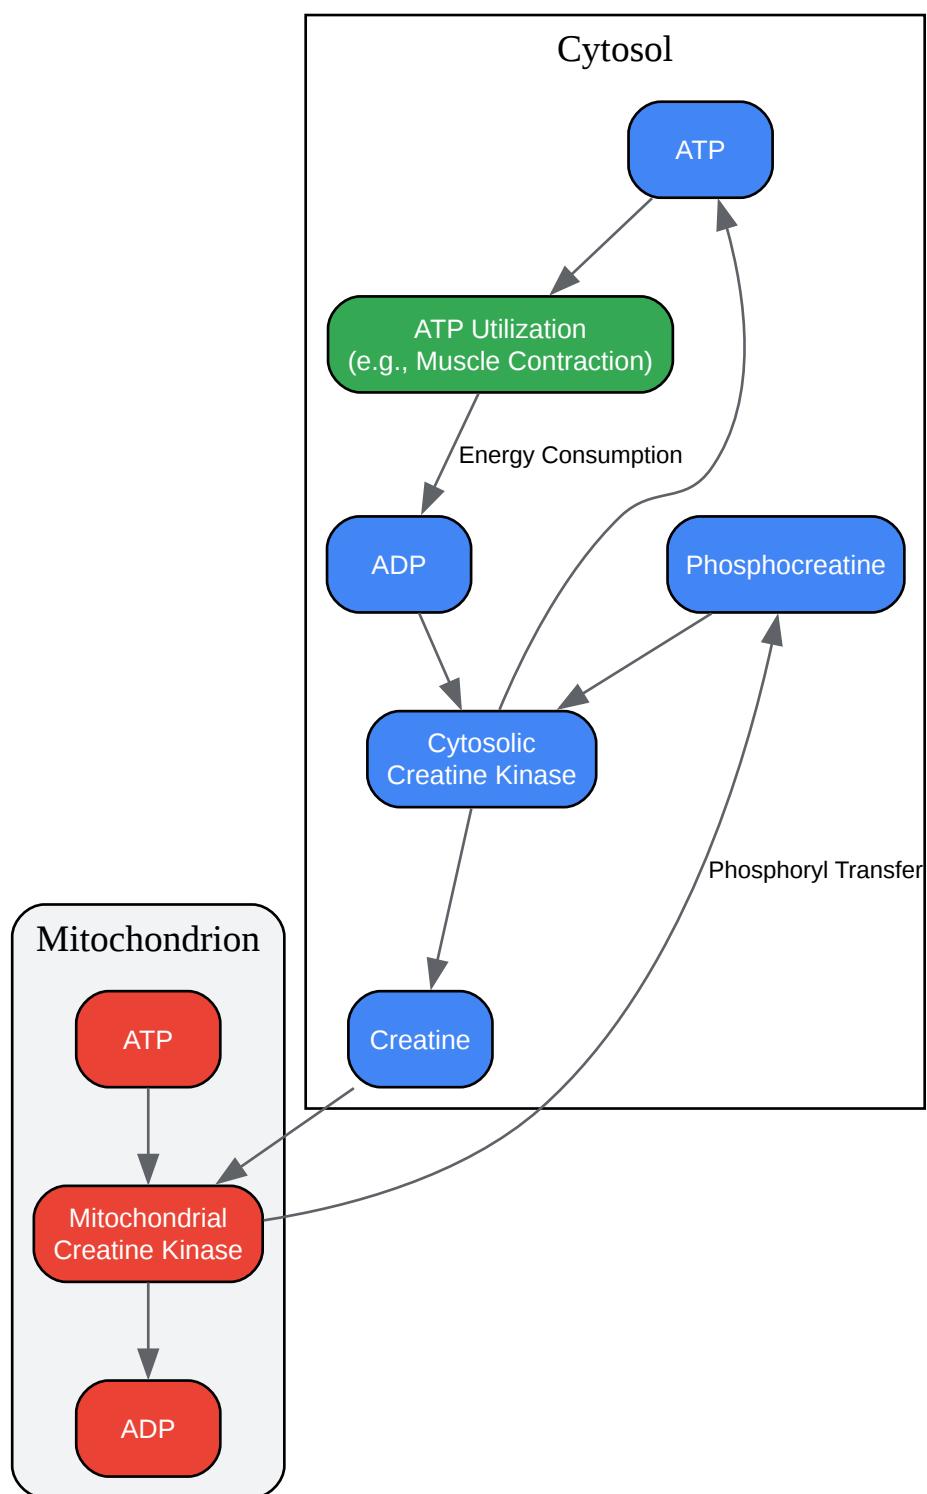 Cytosol
ATP
ATP Utilization
(e.g., Muscle Contraction)
Energy Consumption
ADP
Phosphocreatine
Cytosolic
Creatine Kinase
Phosphoryl Transfer
Mitochondrion
ATP
Creatine
Mitochondrial
Creatine Kinase
ADP